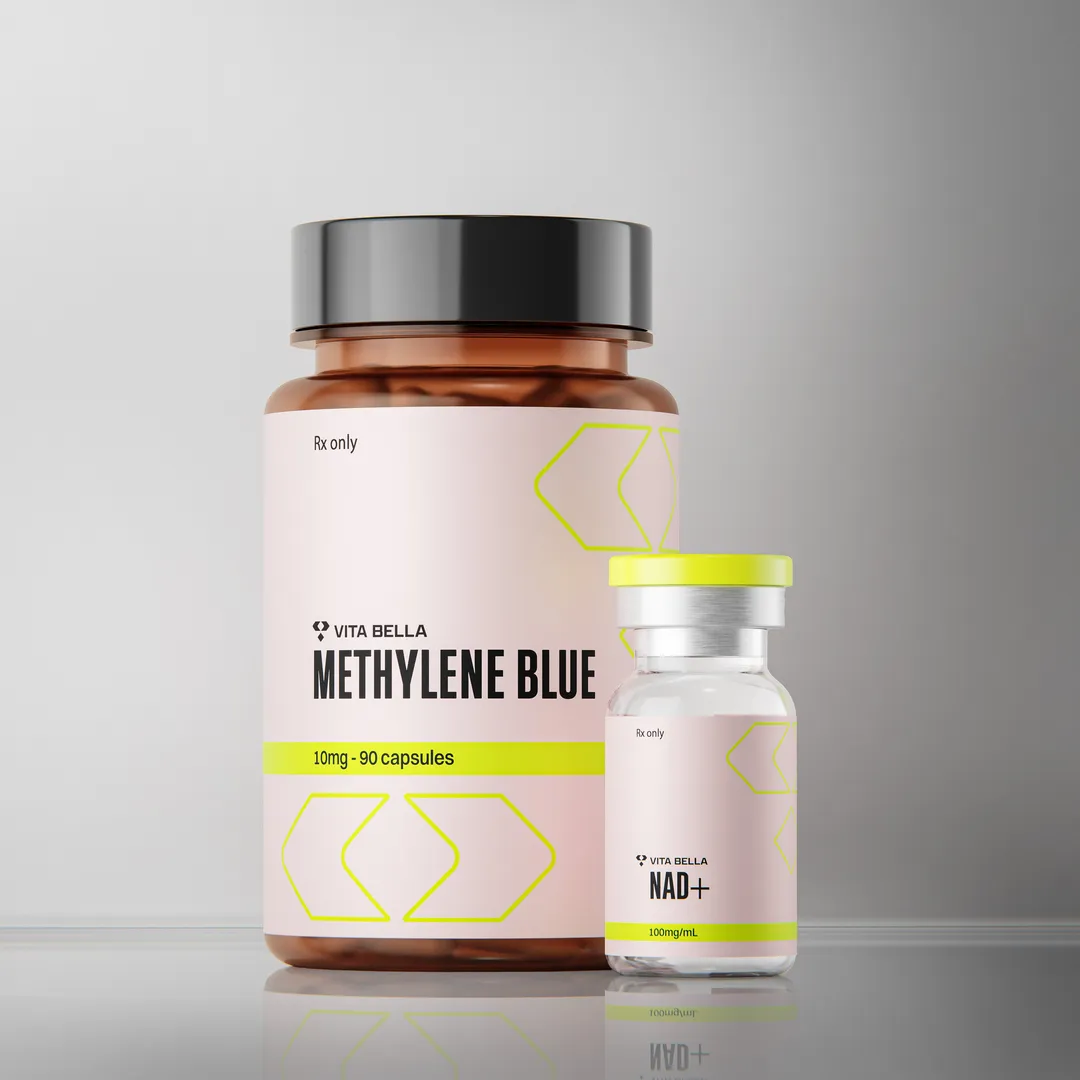 Rx only
VITA BELLA
METHYLENE BLUE
10mg - 90 capsules
Rx only
VITA BELLA
NAD+
100mg/mL